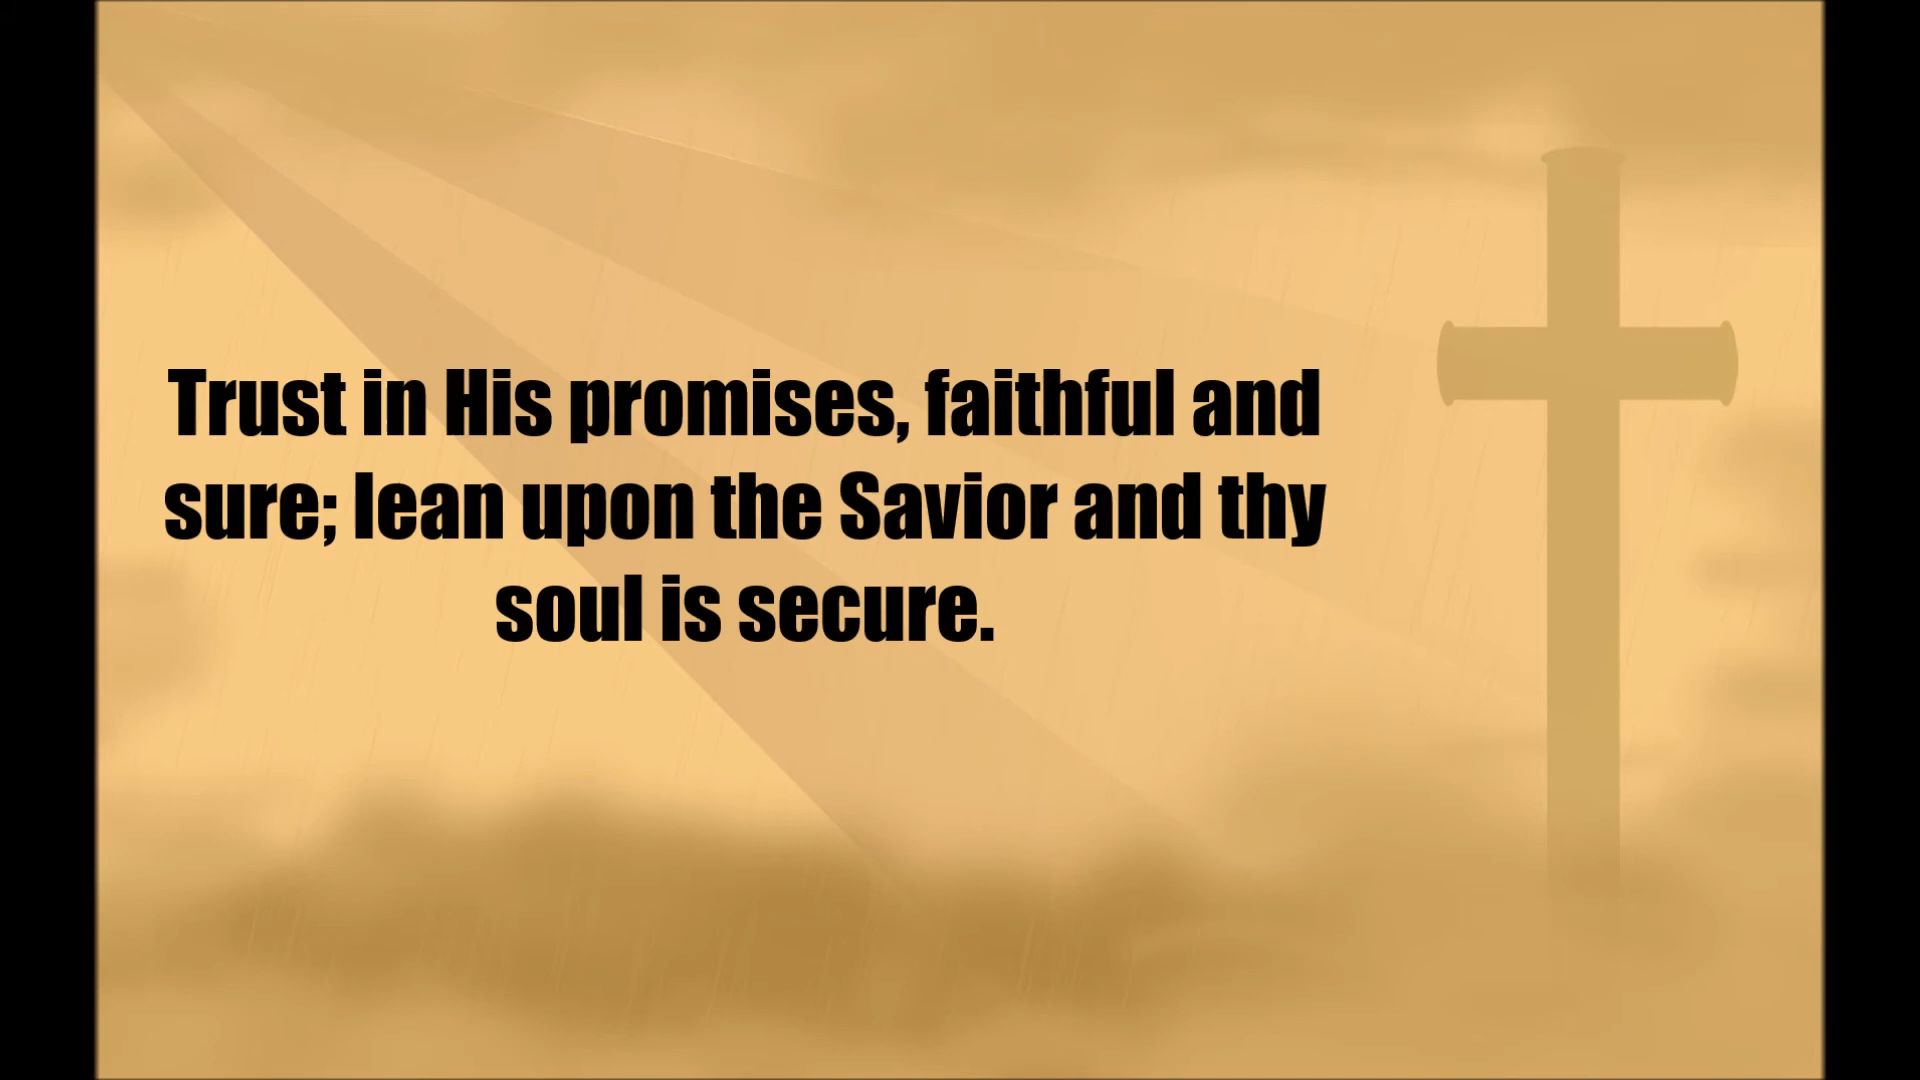 Trust in His promises, faithful and
sure; lean upon the Savior and thy
soul is secure.